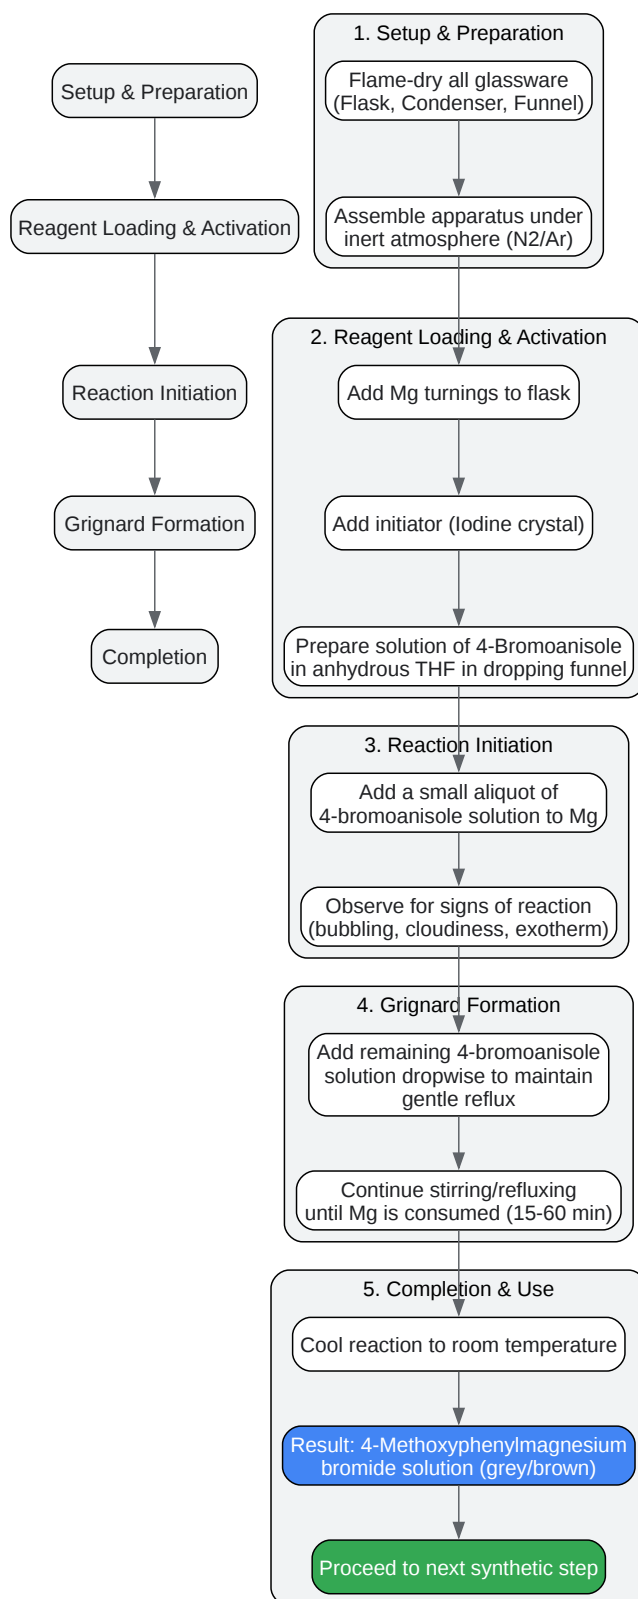 Setup & Preparation
Reagent Loading & Activation
Reaction Initiation
Grignard Formation
Completion
1. Setup & Preparation
Flame-dry all glassware
(Flask, Condenser, Funnel)
Assemble apparatus under
inert atmosphere (N2/Ar)
2. Reagent Loading & Activation
Add Mg turnings to flask
Add initiator (Iodine crystal)
Prepare solution of 4-Bromoanisole
in anhydrous THF in dropping funnel
3. Reaction Initiation
Add a small aliquot of
4-bromoanisole solution to Mg
Observe for signs of reaction
(bubbling, cloudiness, exotherm)
4. Grignard Formation
Add remaining 4-bromoanisole
solution dropwise to maintain
gentle reflux
Continue stirring/refluxing
until Mg is consumed (15-60 min)
5. Completion & Use
Cool reaction to room temperature
Result: 4-Methoxyphenylmagnesium
bromide solution (grey/brown)
Proceed to next synthetic step